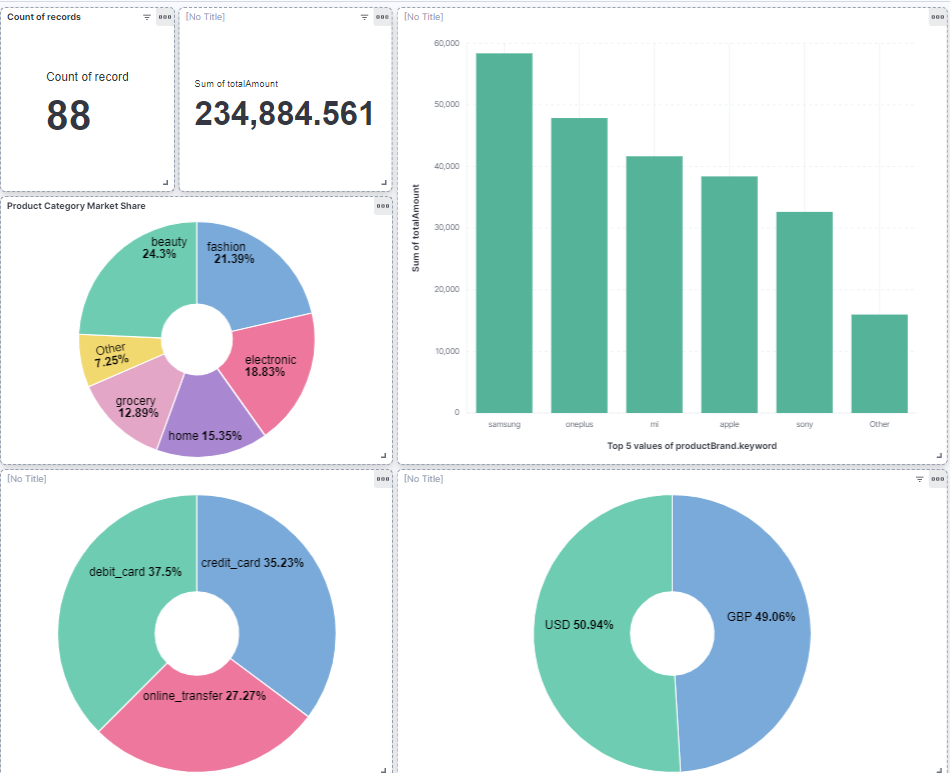 Count of records
Count of record
88
[No Title]
Sum of totalAmount
234,884.561
[No Title]
60,000
50,000
40,000
30,000
20,000
10,000
0
Sum of totalAmount
samsung
oneplus
mi
apple
sony
Other
Top 5 values of productBrand.keyword
Product Category Market Share
beauty
24.3%
fashion
21.39%
electronic
18.83%
home 15.35%
grocery
12.89%
Other
7.25%
[No Title]
debit_card 37.5%
credit_card 35.23%
online_transfer 27.27%
[No Title]
USD 50.94%
GBP 49.06%